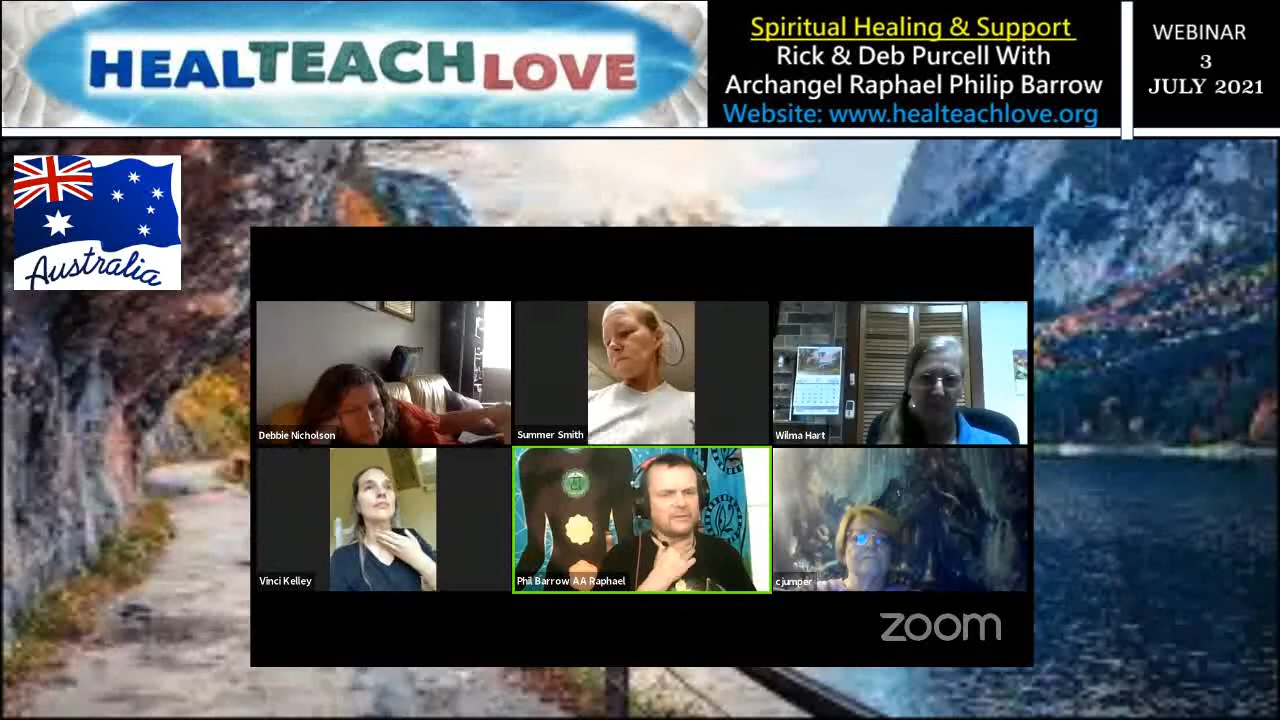 HEALTEACHLOVE
Spiritual Healing & Support
Rick & Deb Purcell With
Archangel Raphael Philip Barrow
Website: www.healteachlove.org
WEBINAR
3
JULY 2021
Australia
Debbie Nicholson
Summer Smith
Wilma Hart
Vinci Kelley
Phil Barrow AA Raphael
cjumper
zoom